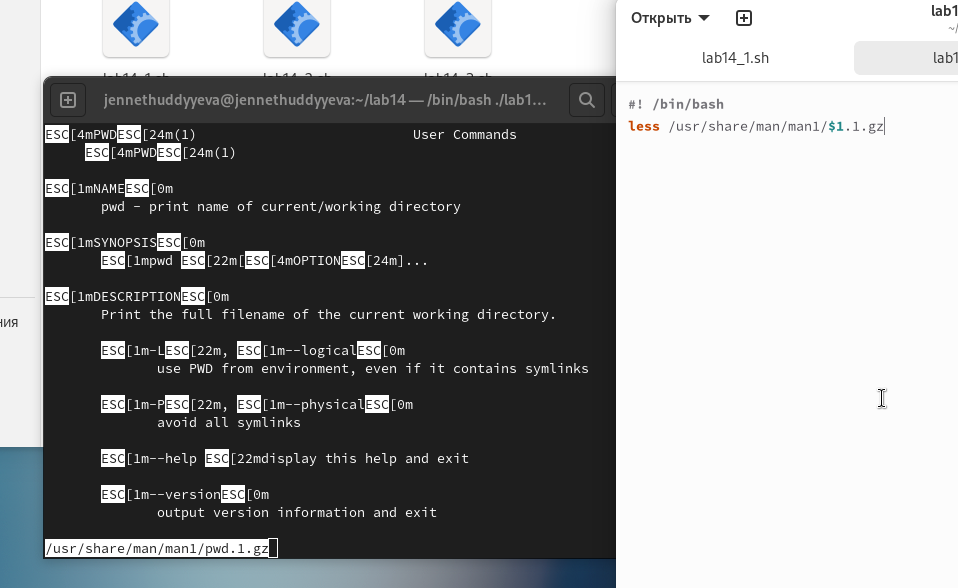 jennethuddyyeva@jennethuddyyeva:~/lab14 — /bin/bash ./lab1...
ESC[4mPWDESC[24m(1) User Commands
ESC[4mPWDESC[24m(1)
ESC[1mNAMEESC[0m
pwd - print name of current/working directory
ESC[1mSYNOPSISESC[0m
ESC[1mpwd ESC[22m[ESC[4mOPTIONESC[24m]...
ESC[1mDESCRIPTIONESC[0m
Print the full filename of the current working directory.
ESC[1m-LESC[22m, ESC[1m--logicalESC[0m
use PWD from environment, even if it contains symlinks
ESC[1m-PESC[22m, ESC[1m--physicalESC[0m
avoid all symlinks
ESC[1m--help ESC[22mdisplay this help and exit
ESC[1m--versionESC[0m
output version information and exit
/usr/share/man/man1/pwd.1.gz
ния
Открыть
lab1
~/
lab14_1.sh
lab1
#! /bin/bash
less /usr/share/man/man1/$1.1.gz